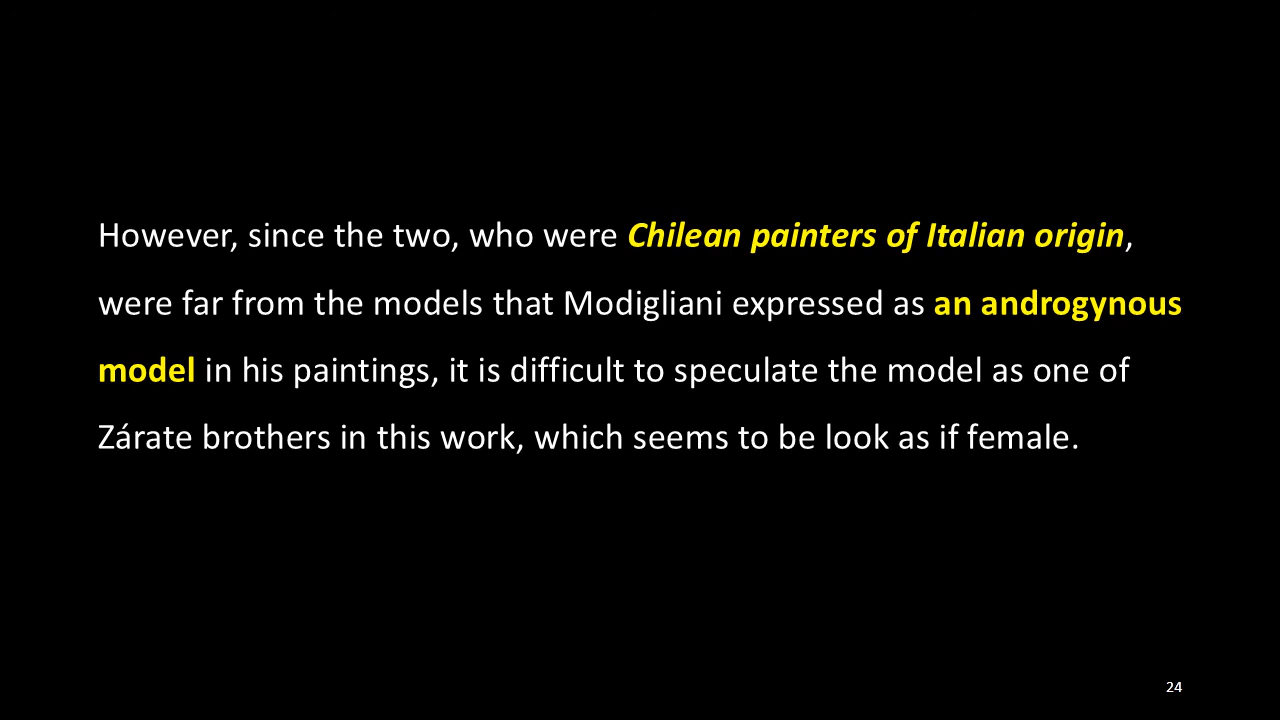 However, since the two, who were Chilean painters of Italian origin,
were far from the models that Modigliani expressed as an androgynous
model in his paintings, it is difficult to speculate the model as one of
Zárate brothers in this work, which seems to be look as if female.
24